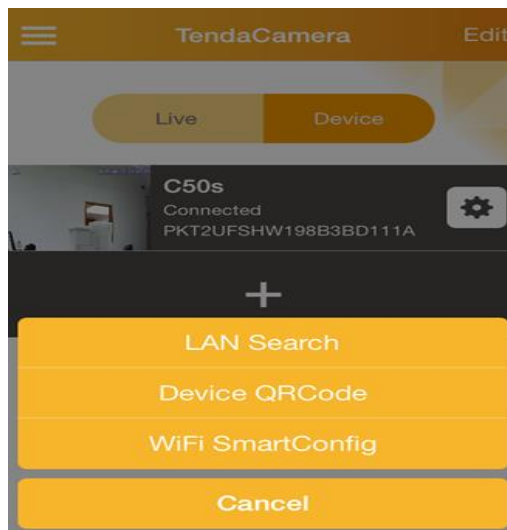 TendaCamera Edit
Live Device
C50s
Connected
PKT2UFSHW198B3BD111A
LAN Search
Device QRCode
WiFi SmartConfig
Cancel